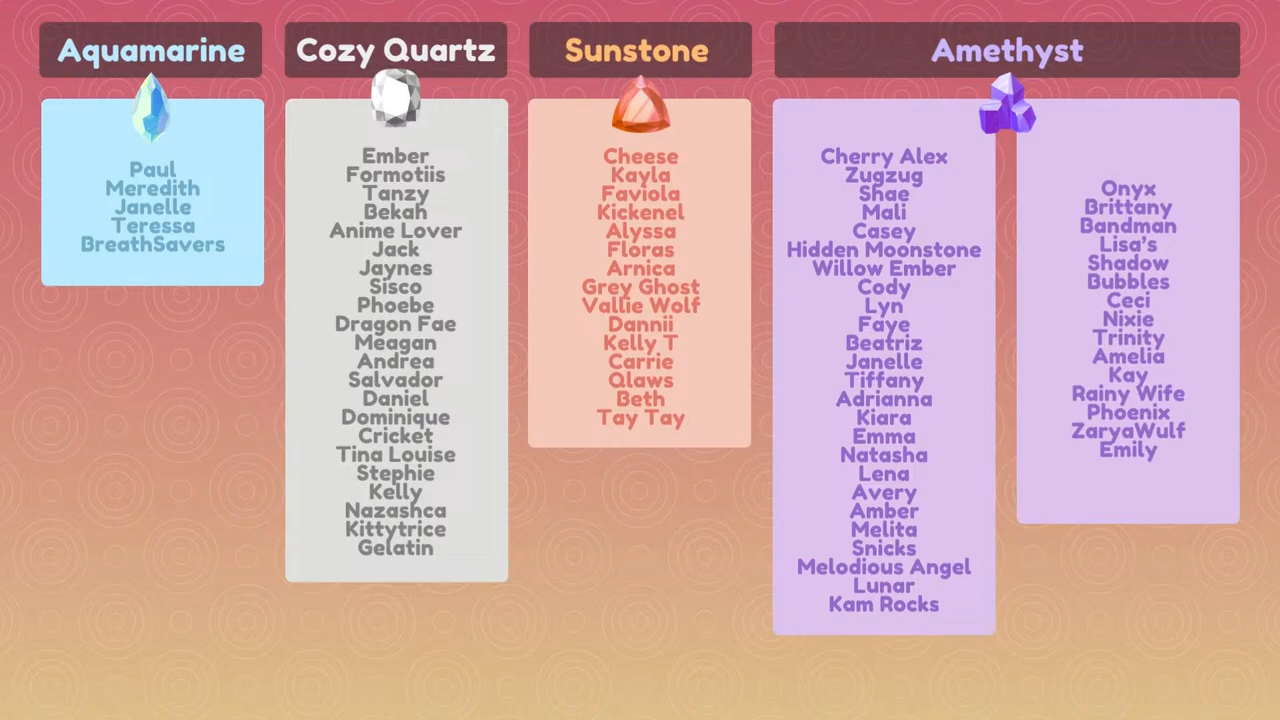 Aquamarine
Paul
Meredith
Janelle
Teressa
BreathSavers
Cozy Quartz
Ember
Formotiis
Tanzy
Bekah
Anime Lover
Jack
Jaynes
Sisco
Phoebe
Dragon Fae
Meagan
Andrea
Salvador
Daniel
Dominique
Cricket
Tina Louise
Stephie
Kelly
Nazashca
Kittytrice
Gelatin
Sunstone
Cheese
Kayla
Faviola
Kickenel
Alyssa
Floras
Arnica
Grey Ghost
Vallie Wolf
Dannii
Kelly T
Carrie
Qlaws
Beth
Tay Tay
Amethyst
Cherry Alex
Zugzug
Shae
Mali
Casey
Hidden Moonstone
Willow Ember
Cody
Lyn
Faye
Beatriz
Janelle
Tiffany
Adrianna
Kiara
Emma
Natasha
Lena
Avery
Amber
Melita
Snicks
Melodious Angel
Lunar
Kam Rocks
Onyx
Brittany
Bandman
Lisa's
Shadow
Bubbles
Ceci
Nixie
Trinity
Amelia
Kay
Rainy Wife
Phoenix
ZaryaWulf
Emily